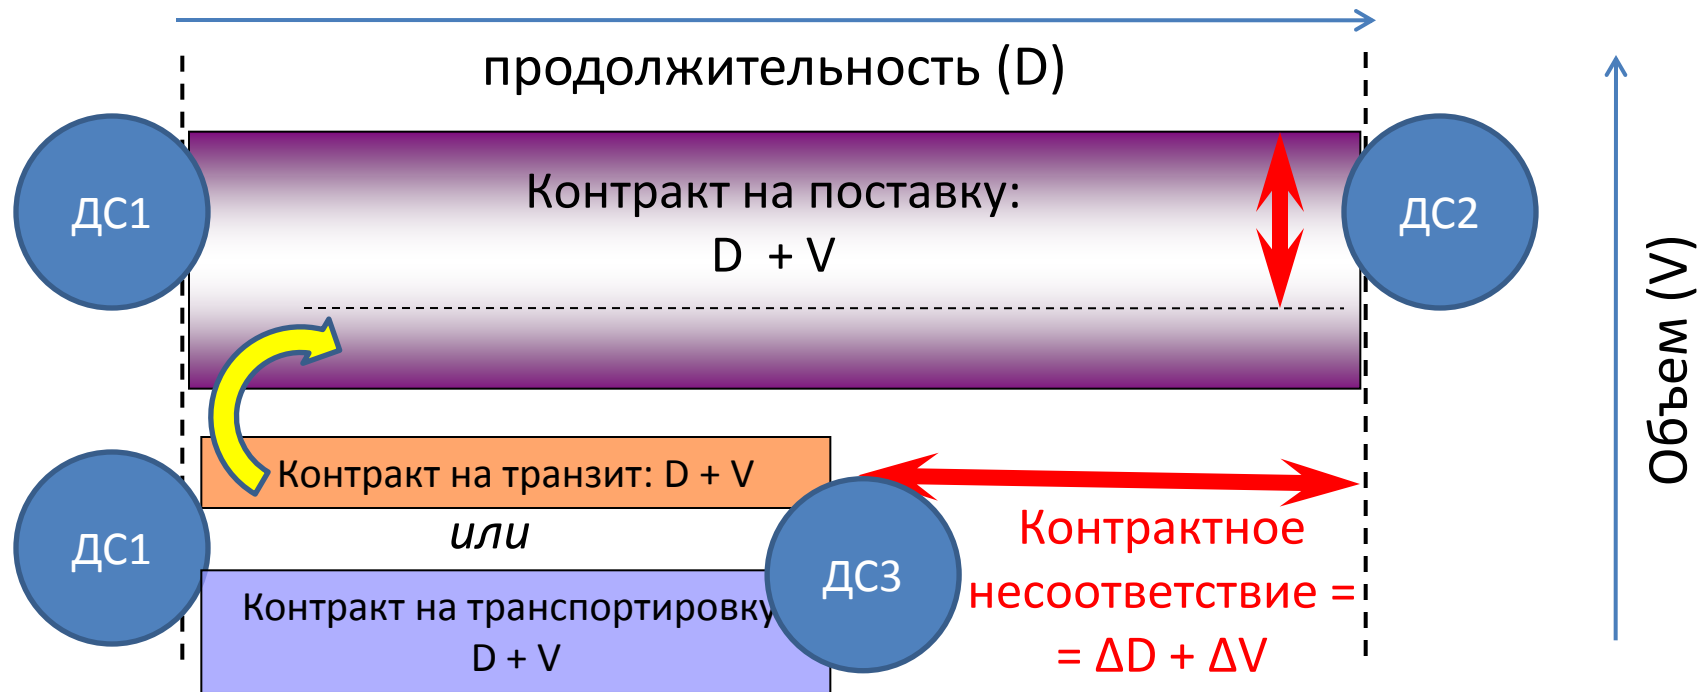 продолжительность (D)
Контракт на поставку:
D + V
ДС1
ДС2
Объем (V)
Контракт на транзит: D + V
или
ДС1
Контракт на транспортировку
D + V
ДС3
Контрактное
несоответствие =
= ΔD + ΔV